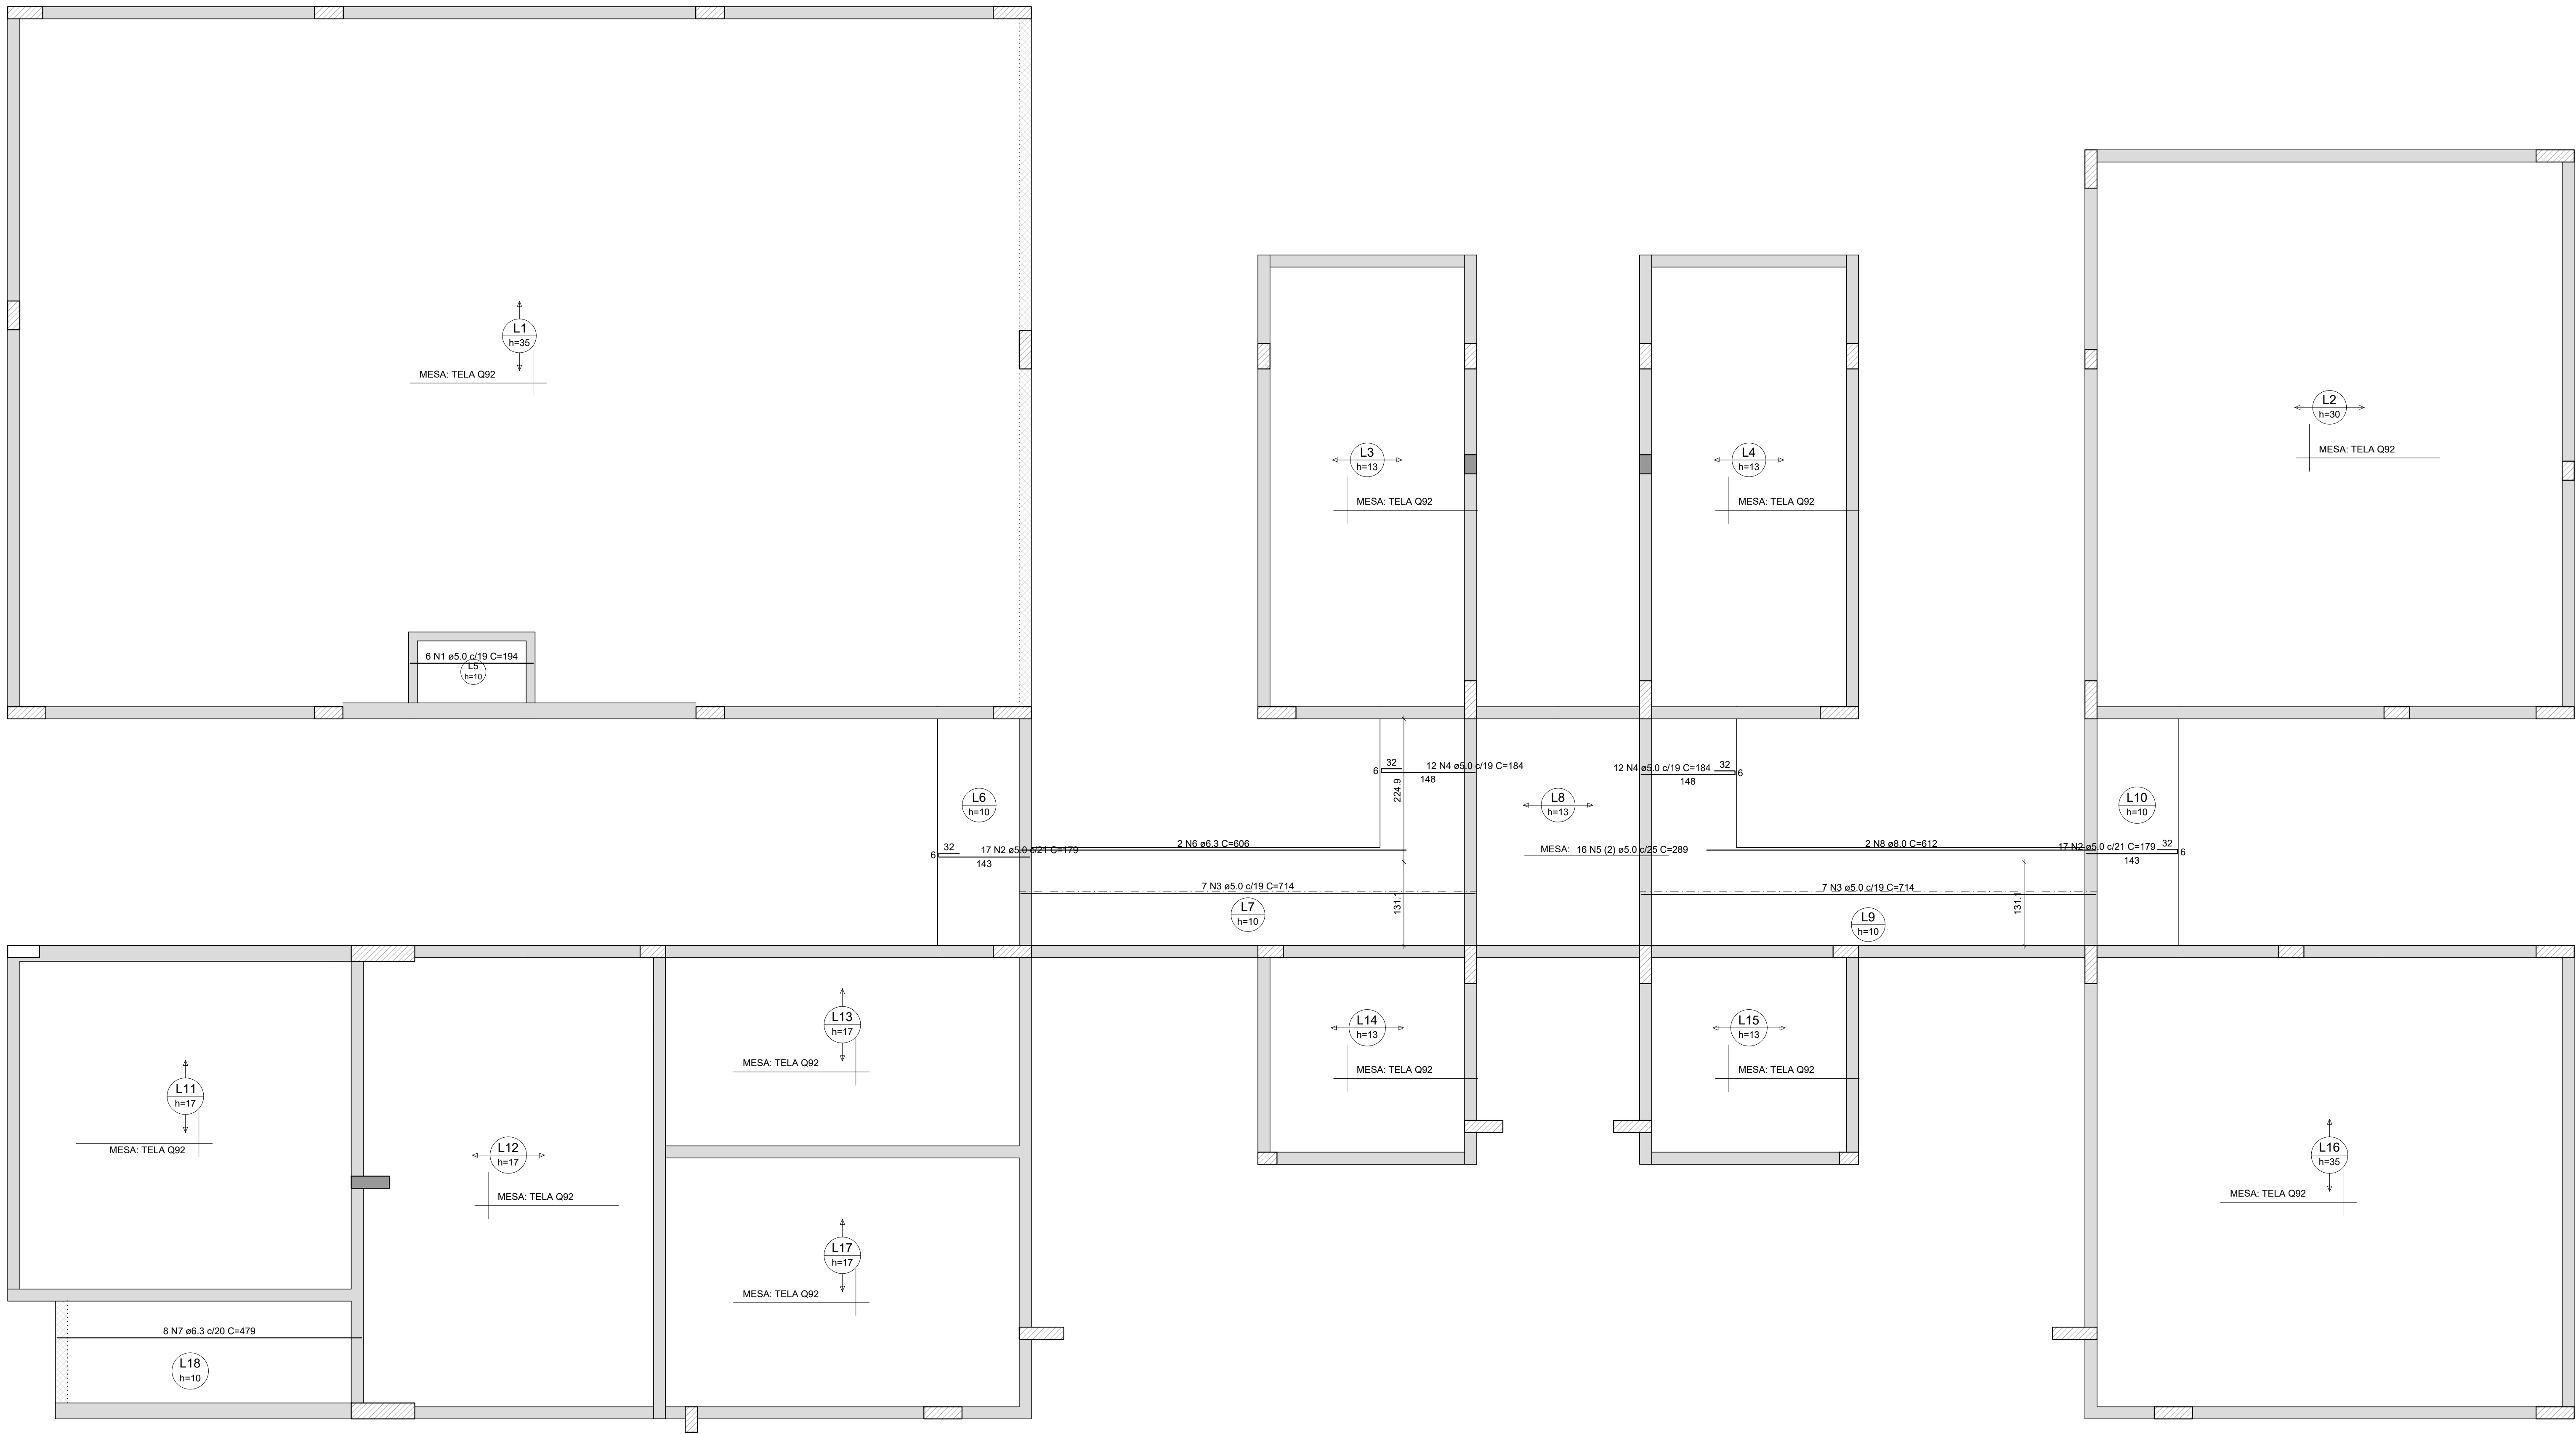 L1
h=35
MESA: TELA Q92
L2
h=30
MESA: TELA Q92
L3
h=13
MESA: TELA Q92
L4
h=13
MESA: TELA Q92
6 N1 ø5.0 c/19 C=194
L5
h=10
L6
h=10
32
6
17 N2 ø5.0 c/21 C=179
143
2 N6 ø6.3 C=606
32
6
12 N4 ø5.0 c/19 C=184
148
224.9
131.1
7 N3 ø5.0 c/19 C=714
L7
h=10
L8
h=13
MESA: 16 N5 (2) ø5.0 c/25 C=289
12 N4 ø5.0 c/19 C=184
32
6
148
2 N8 ø8.0 C=612
7 N3 ø5.0 c/19 C=714
131.1
L9
h=10
L10
h=10
17 N2 ø5.0 c/21 C=179
32
6
143
L11
h=17
MESA: TELA Q92
L12
h=17
MESA: TELA Q92
L13
h=17
MESA: TELA Q92
L14
h=13
MESA: TELA Q92
L15
h=13
MESA: TELA Q92
L16
h=35
MESA: TELA Q92
L17
h=17
MESA: TELA Q92
8 N7 ø6.3 c/20 C=479
L18
h=10